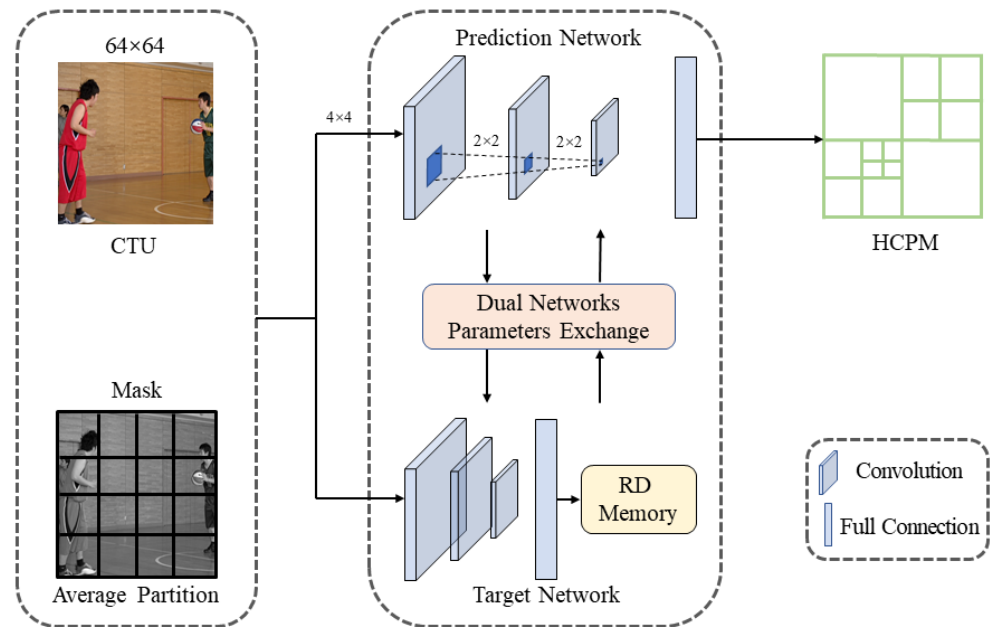 64×64
CTU
Mask
Average Partition
Prediction Network
4×4
2×2
2×2
Dual Networks
Parameters Exchange
RD
Memory
Target Network
HCPM
Convolution
Full Connection